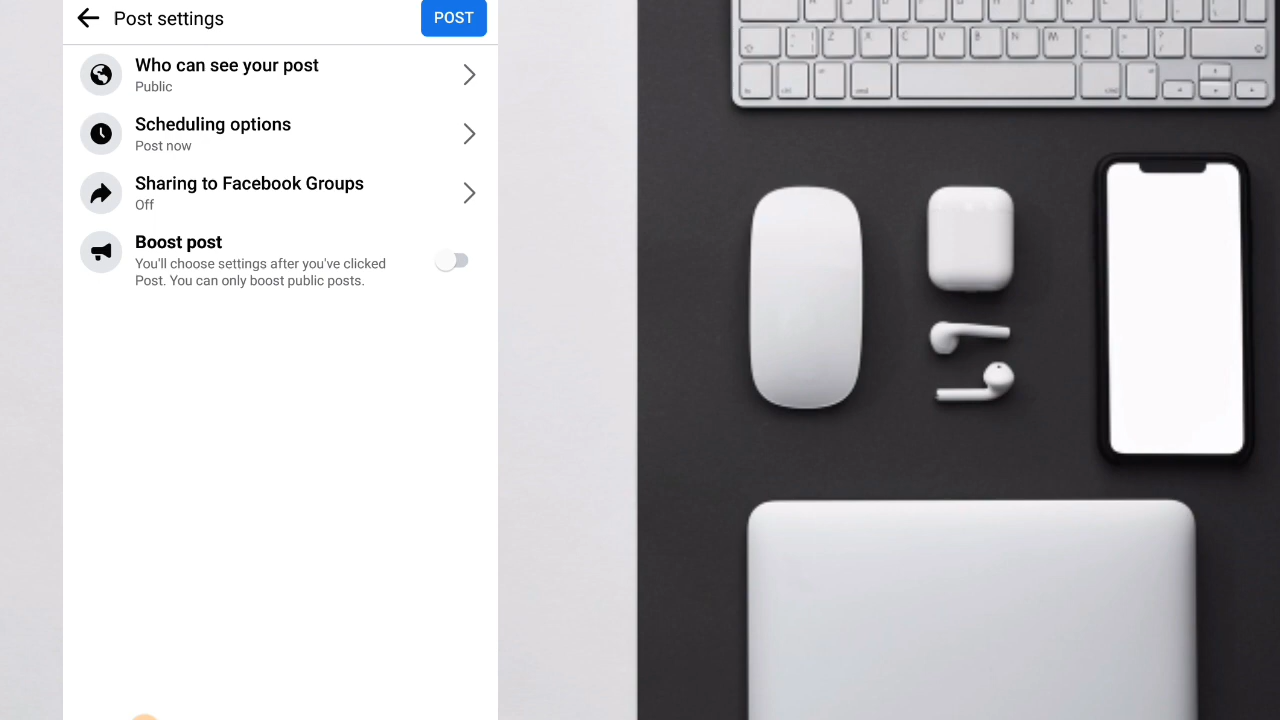 Post settings
POST
Who can see your post
Public
Scheduling options
Post now
Sharing to Facebook Groups
Off
Boost post
You'll choose settings after you've clicked
Post. You can only boost public posts.
Z X C V B N M